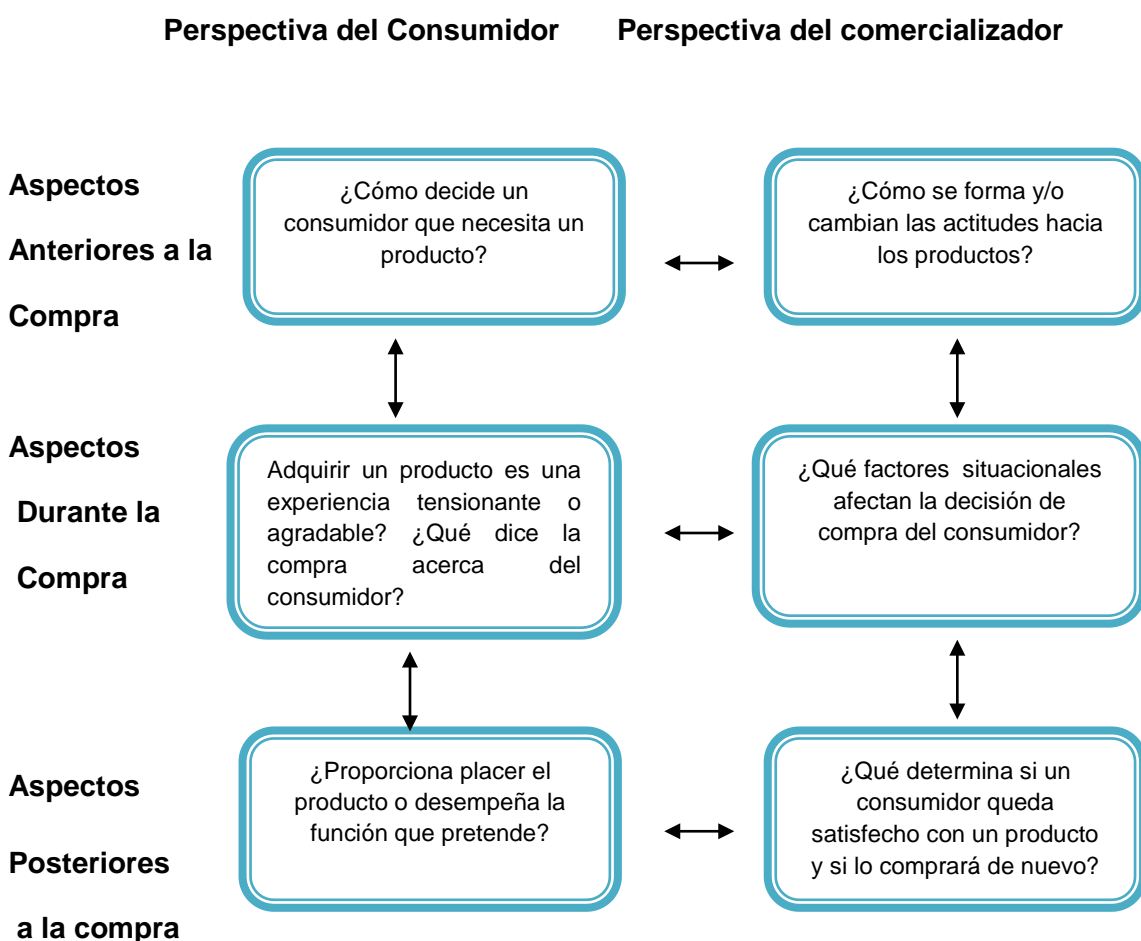 Perspectiva del Consumidor Perspectiva del comercializador
Aspectos
Anteriores a la
Compra
¿Cómo decide un
consumidor que necesita un
producto?
¿Cómo se forma y/o
cambian las actitudes hacia
los productos?
Aspectos
Durante la
Compra
Adquirir un producto es una
experiencia tensionante o
agradable? ¿Qué dice la
compra acerca del
consumidor?
¿Qué factores situacionales
afectan la decisión de
compra del consumidor?
Aspectos
Posteriores
a la compra
¿Proporciona placer el
producto o desempeña la
función que pretende?
¿Qué determina si un
consumidor queda
satisfecho con un producto
y si lo comprará de nuevo?